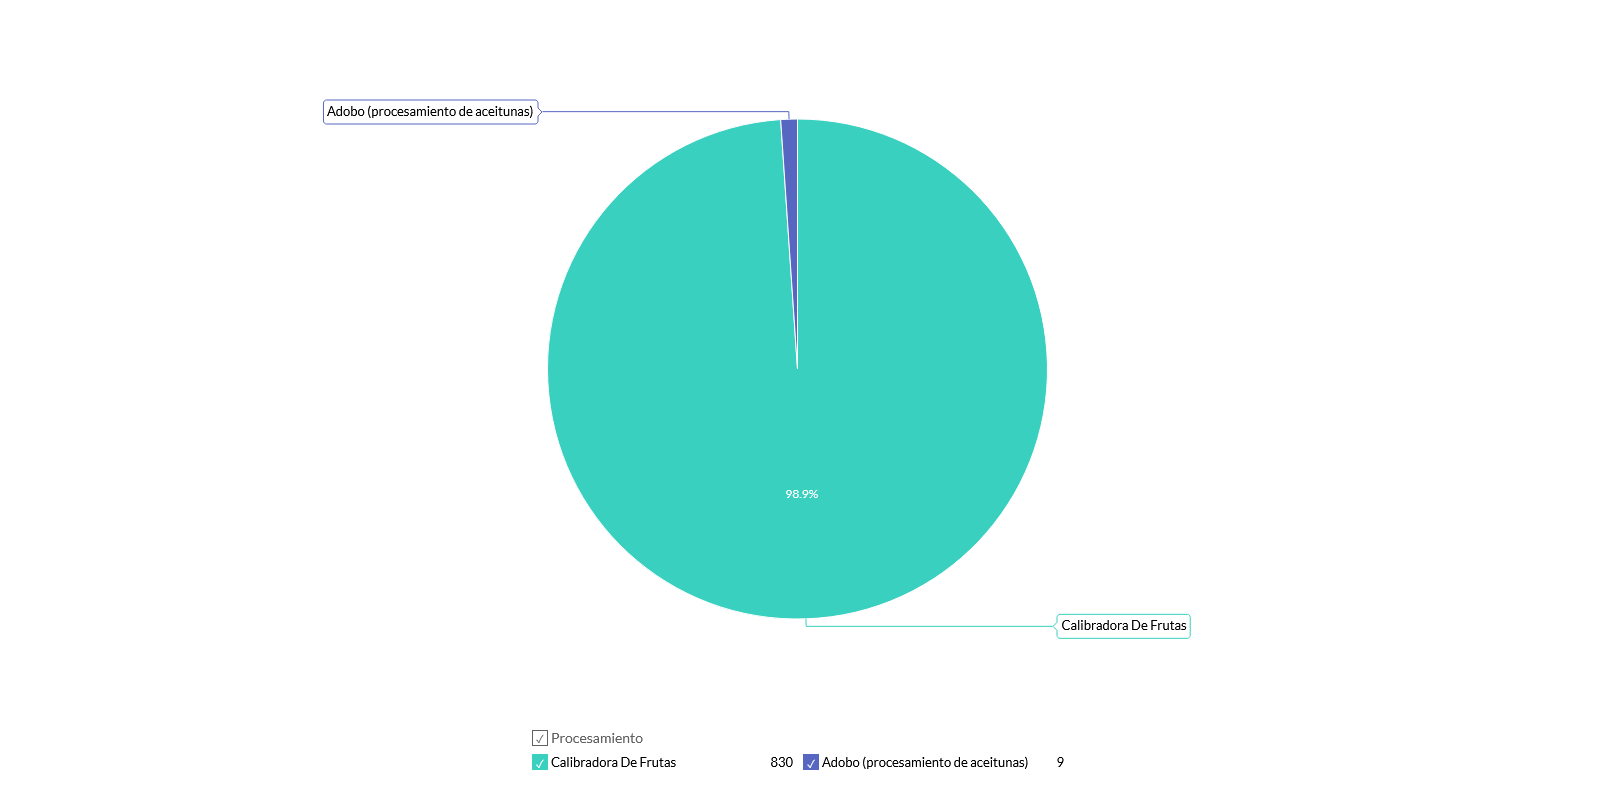 Adobo (procesamiento de aceitunas)
98.9%
Calibradora De Frutas
Procesamiento
Calibradora De Frutas 830 Adobo (procesamiento de aceitunas) 9